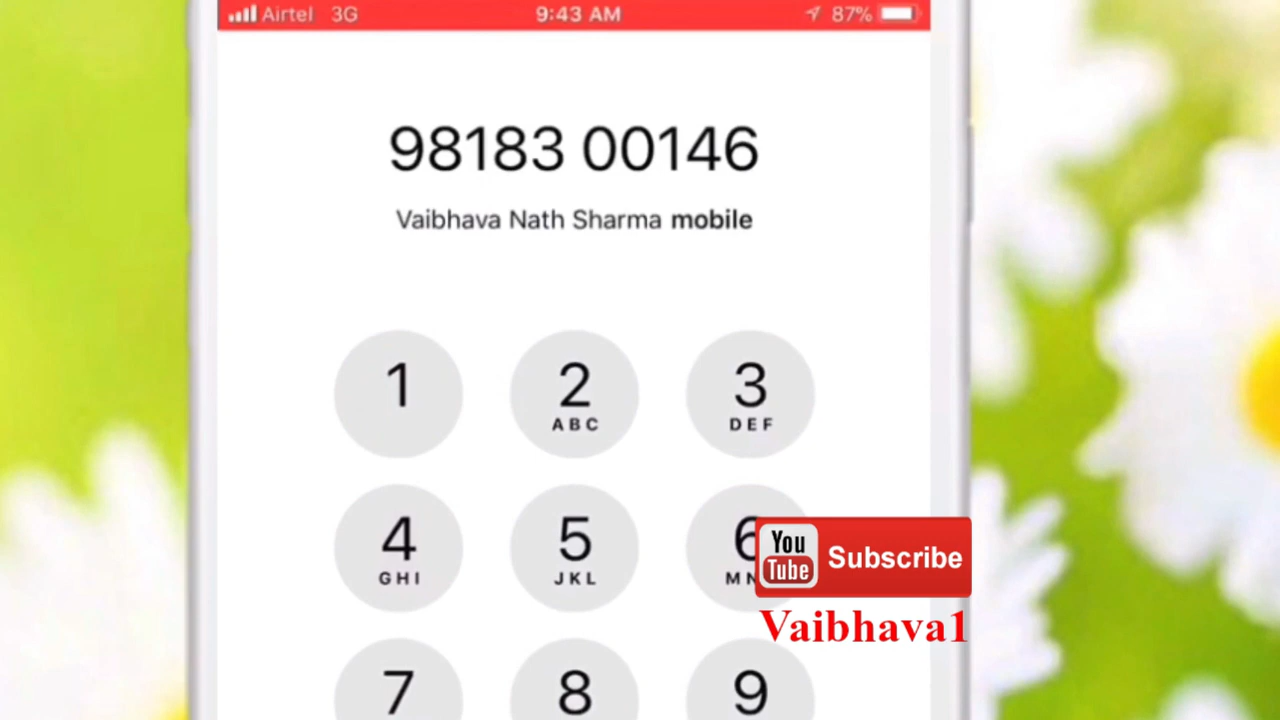 Airtel 3G 9:43 AM 87%
98183 00146
Vaibhava Nath Sharma mobile
1 2 3
ABC DEF
4 5 6
GHI JKL MN
You Tube Subscribe
Vaibhava1
7 8 9